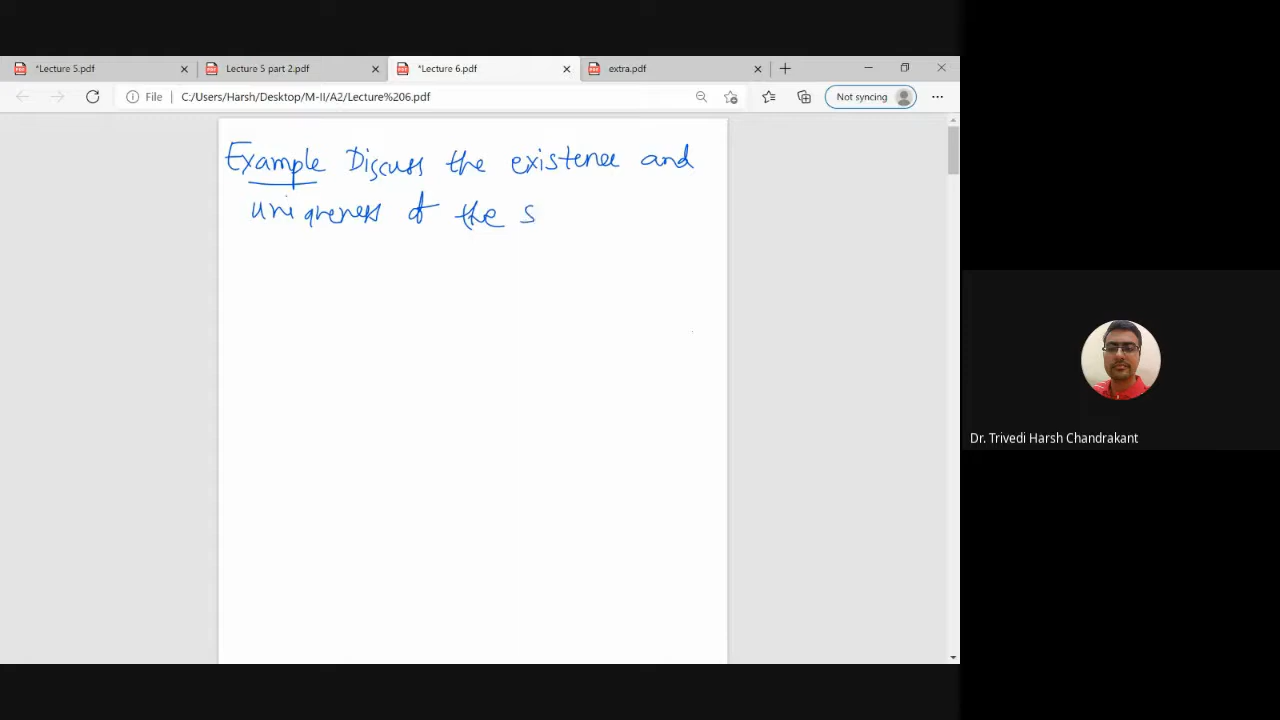 *Lecture 5.pdf
Lecture 5 part 2.pdf
*Lecture 6.pdf
extra.pdf
File
C:/Users/Harsh/Desktop/M-II/A2/Lecture%206.pdf
Not syncing
Example Discuss the existence and
uniqueness of the s
Dr. Trivedi Harsh Chandrakant